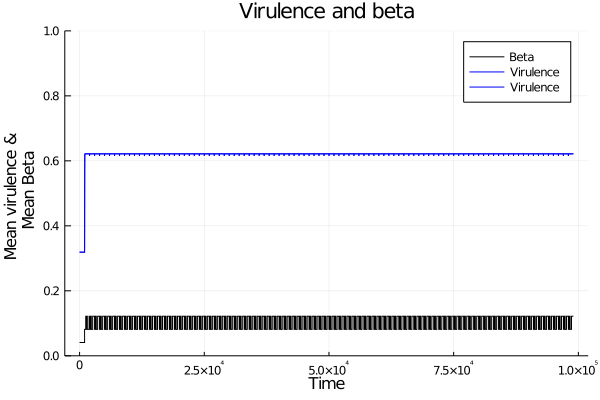 Virulence and beta
Mean virulence &
Mean Beta
1.0
0.8
0.6
0.4
0.2
0.0
Beta
Virulence
Virulence
0
2.5×10⁴
5.0×10⁴
7.5×10⁴
1.0×10⁵
Time